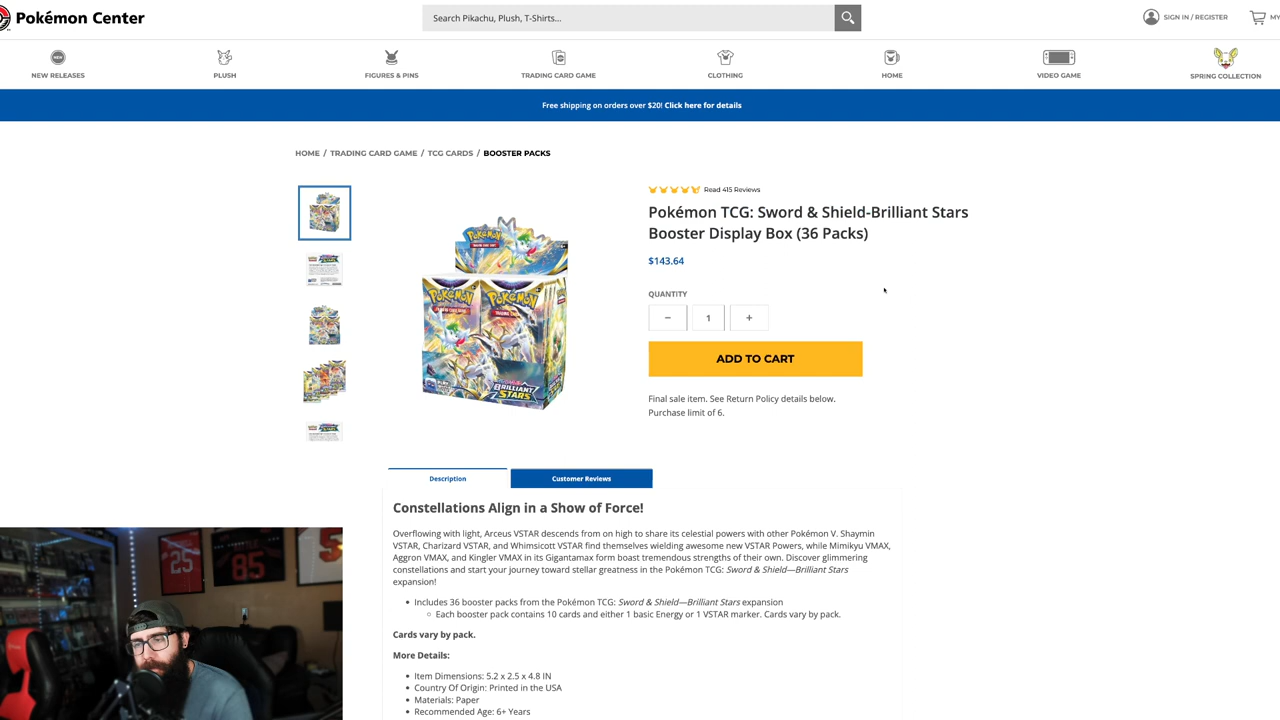 Pokémon Center
Search Pikachu, Plush, T-Shirts...
SIGN IN / REGISTER
MY
NEW RELEASES
PLUSH
FIGURES & PINS
TRADING CARD GAME
CLOTHING
HOME
VIDEO GAME
SPRING COLLECTION
Free shipping on orders over $20! Click here for details
HOME / TRADING CARD GAME / TCG CARDS / BOOSTER PACKS
Read 415 Reviews
Pokémon TCG: Sword & Shield-Brilliant Stars
Booster Display Box (36 Packs)
$143.64
QUANTITY
− 1 +
ADD TO CART
Final sale item. See Return Policy details below.
Purchase limit of 6.
Pokémon
Pokémon Pokémon
BRILLIANT
STARS
Description
Customer Reviews
Constellations Align in a Show of Force!
Overflowing with light, Arceus VSTAR descends from on high to share its celestial powers with other Pokémon V. Shaymin
VSTAR, Charizard VSTAR, and Whimsicott VSTAR find themselves wielding awesome new VSTAR Powers, while Mimikyu VMAX,
Aggron VMAX, and Kingler VMAX in its Gigantamax form boast tremendous strengths of their own. Discover glimmering
constellations and start your journey toward stellar greatness in the Pokémon TCG: Sword & Shield—Brilliant Stars
expansion!
• Includes 36 booster packs from the Pokémon TCG: Sword & Shield—Brilliant Stars expansion
○ Each booster pack contains 10 cards and either 1 basic Energy or 1 VSTAR marker. Cards vary by pack.
Cards vary by pack.
More Details:
• Item Dimensions: 5.2 x 2.5 x 4.8 IN
• Country Of Origin: Printed in the USA
• Materials: Paper
• Recommended Age: 6+ Years
25
85